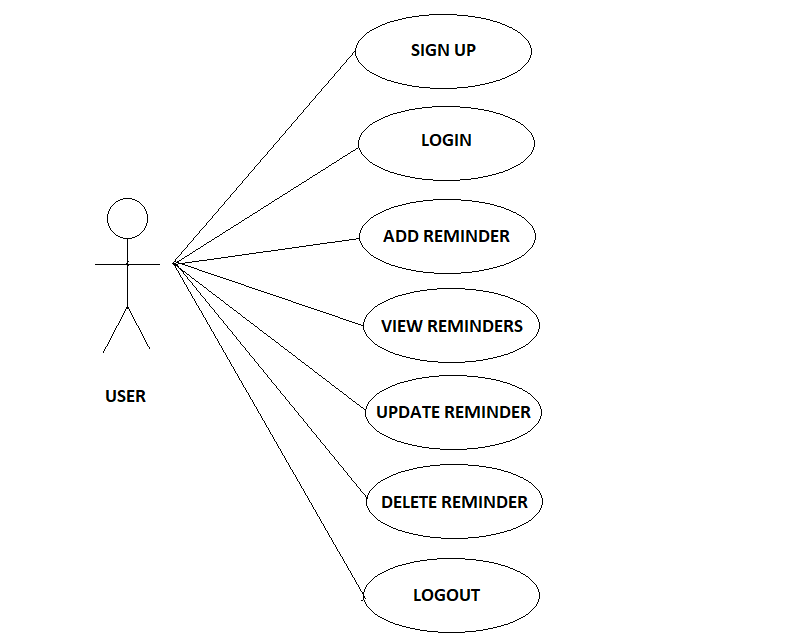 SIGN UP
LOGIN
ADD REMINDER
VIEW REMINDERS
USER
UPDATE REMINDER
DELETE REMINDER
LOGOUT